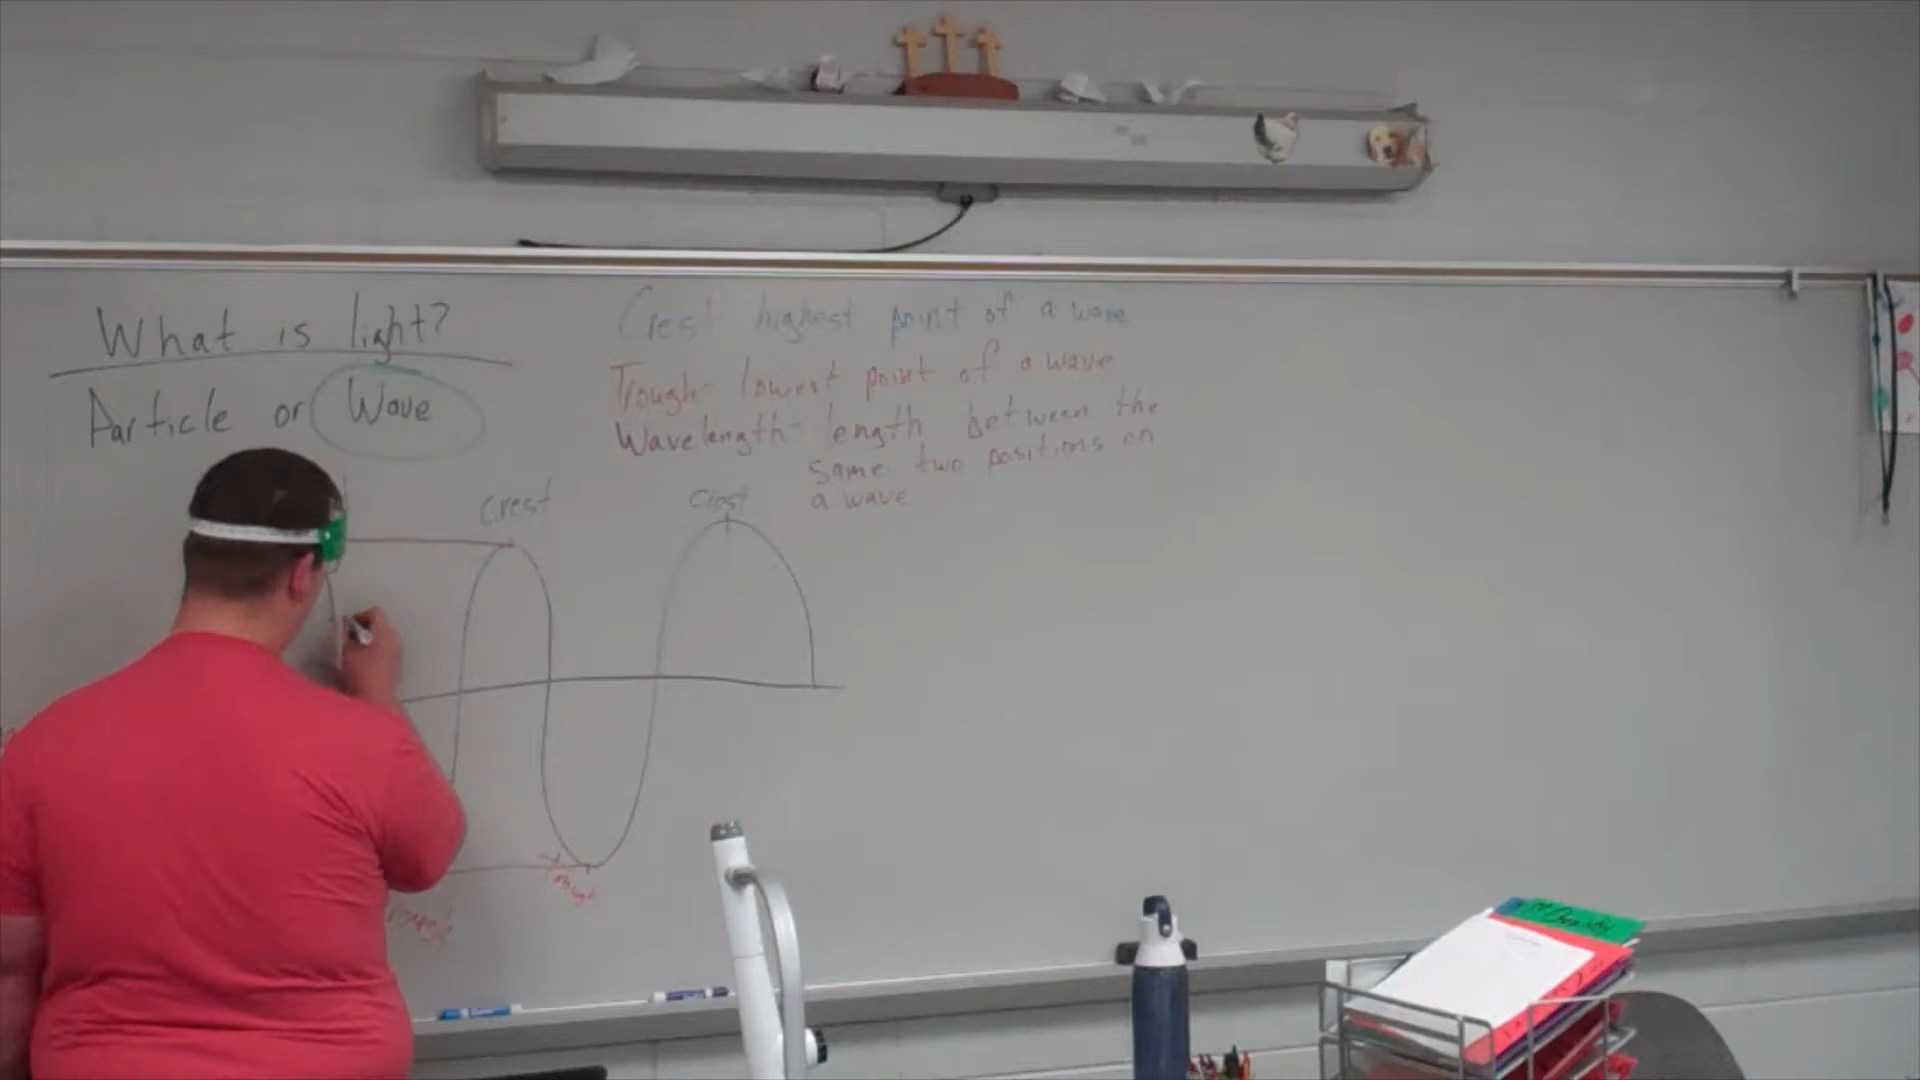 What is light?
Particle or Wave
Crest highest point of a wave
Trough- lowest point of a wave
Wavelength- length between the
same two positions on
a wave
Crest
Crest